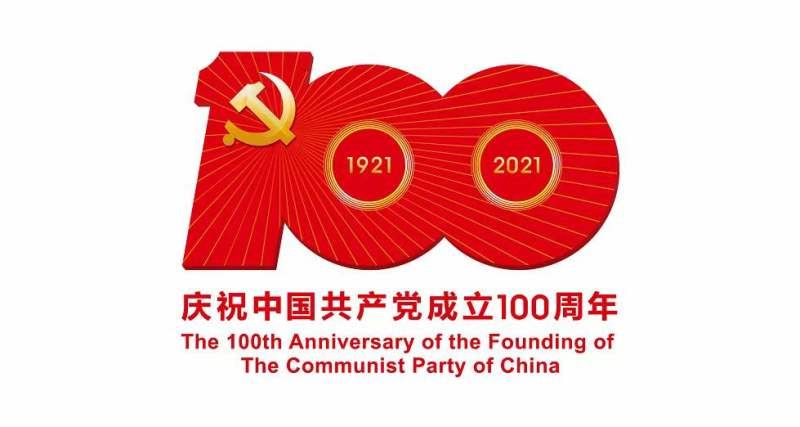 100
1921
2021
庆祝中国共产党成立100周年
The 100th Anniversary of the Founding of
The Communist Party of China